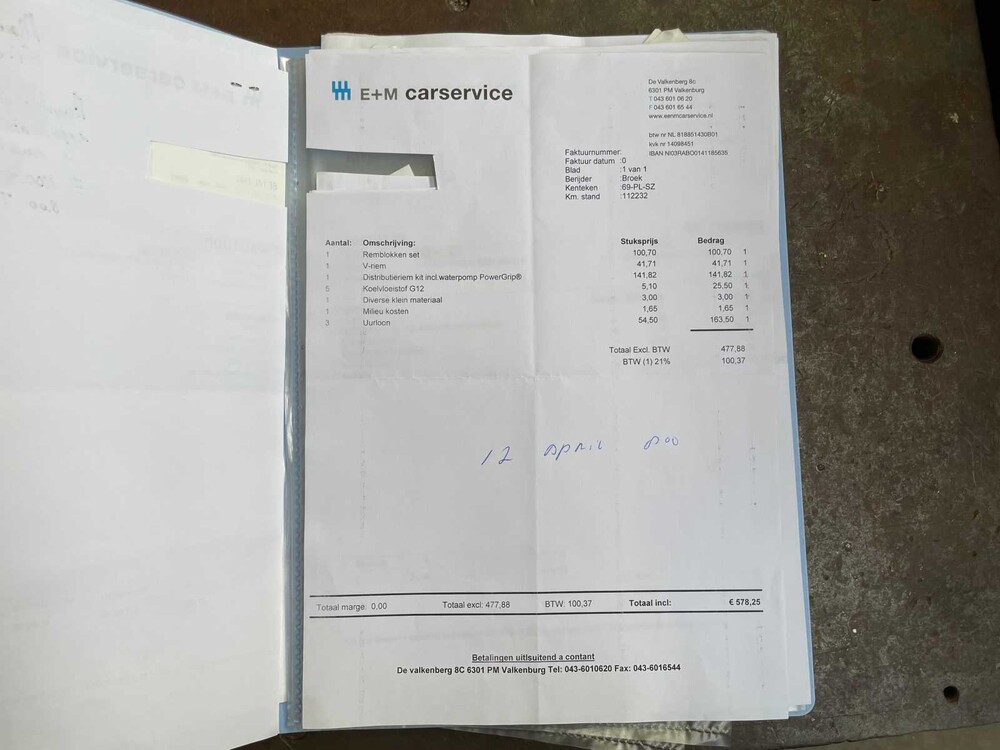 E+M carservice
De Valkenberg 8c
6301 PM Valkenburg
T 043 601 06 20
F 043 601 65 44
www.eenmcarservice.nl
btw nr NL 818851430B01
kvk nr 14098451
IBAN Nl03RABO0141185635
Faktuurnummer:
Faktuur datum :0
Blad :1 van 1
Berijder :Broek
Kenteken :69-PL-SZ
Km. stand :112232
Aantal: Omschrijving: Stuksprijs Bedrag
1 Remblokken set 100,70 100,70 1
1 V-riem 41,71 41,71 1
1 Distributieriem kit incl.waterpomp PowerGrip® 141,82 141,82 1
5 Koelvloeistof G12 5,10 25,50 1
1 Diverse klein materiaal 3,00 3,00 1
1 Milieu kosten 1,65 1,65 1
3 Uurloon 54,50 163,50 1
Totaal Excl. BTW 477,88
BTW (1) 21% 100,37
12 april 800
Totaal marge: 0,00 Totaal excl: 477,88 BTW: 100,37 Totaal incl: € 578,25
Betalingen uitlsuitend a contant
De valkenberg 8C 6301 PM Valkenburg Tel: 043-6010620 Fax: 043-6016544